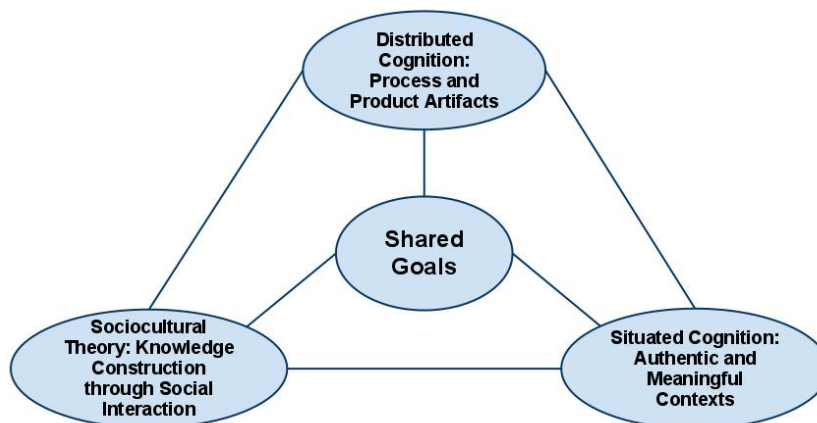 Distributed
Cognition:
Process and
Product Artifacts
Shared
Goals
Sociocultural
Theory: Knowledge
Construction
through Social
Interaction
Situated Cognition:
Authentic and
Meaningful
Contexts